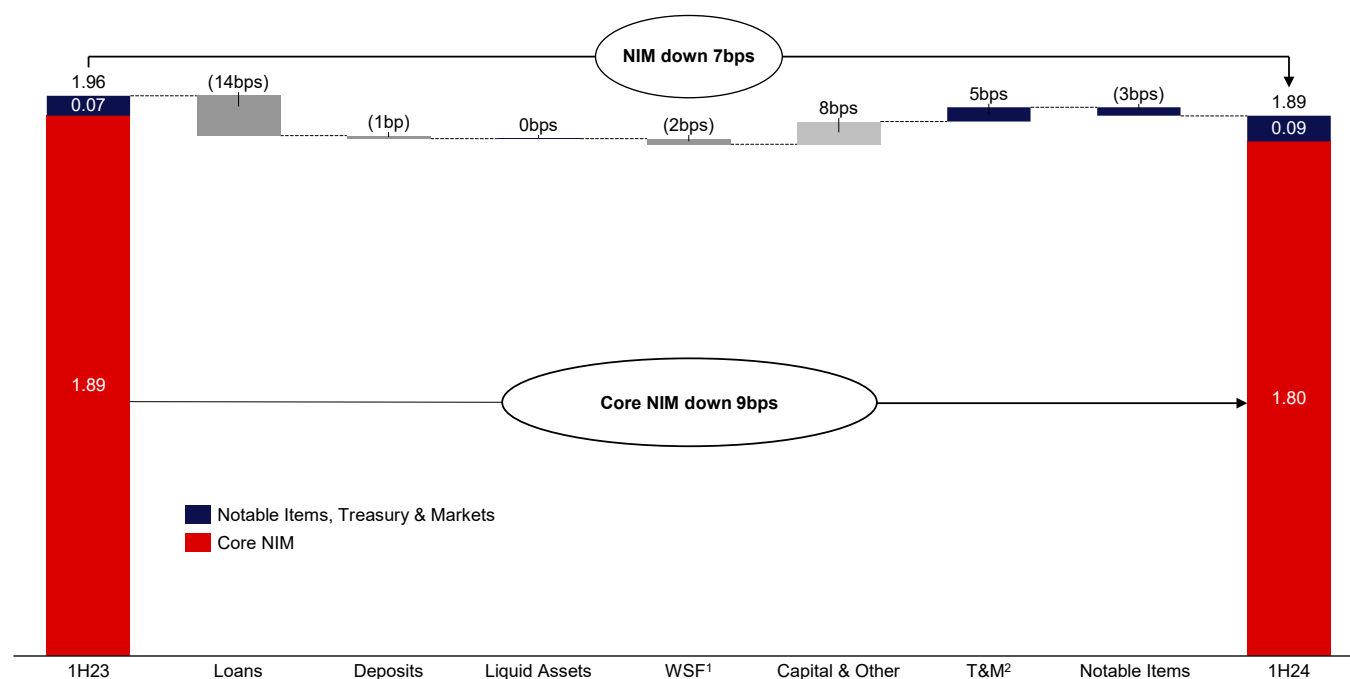 NIM down 7bps
1.96
0.07
(14bps)
(1bp)
0bps
(2bps)
8bps
5bps
(3bps)
1.89
0.09
1.89
Core NIM down 9bps
1.80
Notable Items, Treasury & Markets
Core NIM
1H23 Loans Deposits Liquid Assets WSF¹ Capital & Other T&M² Notable Items 1H24